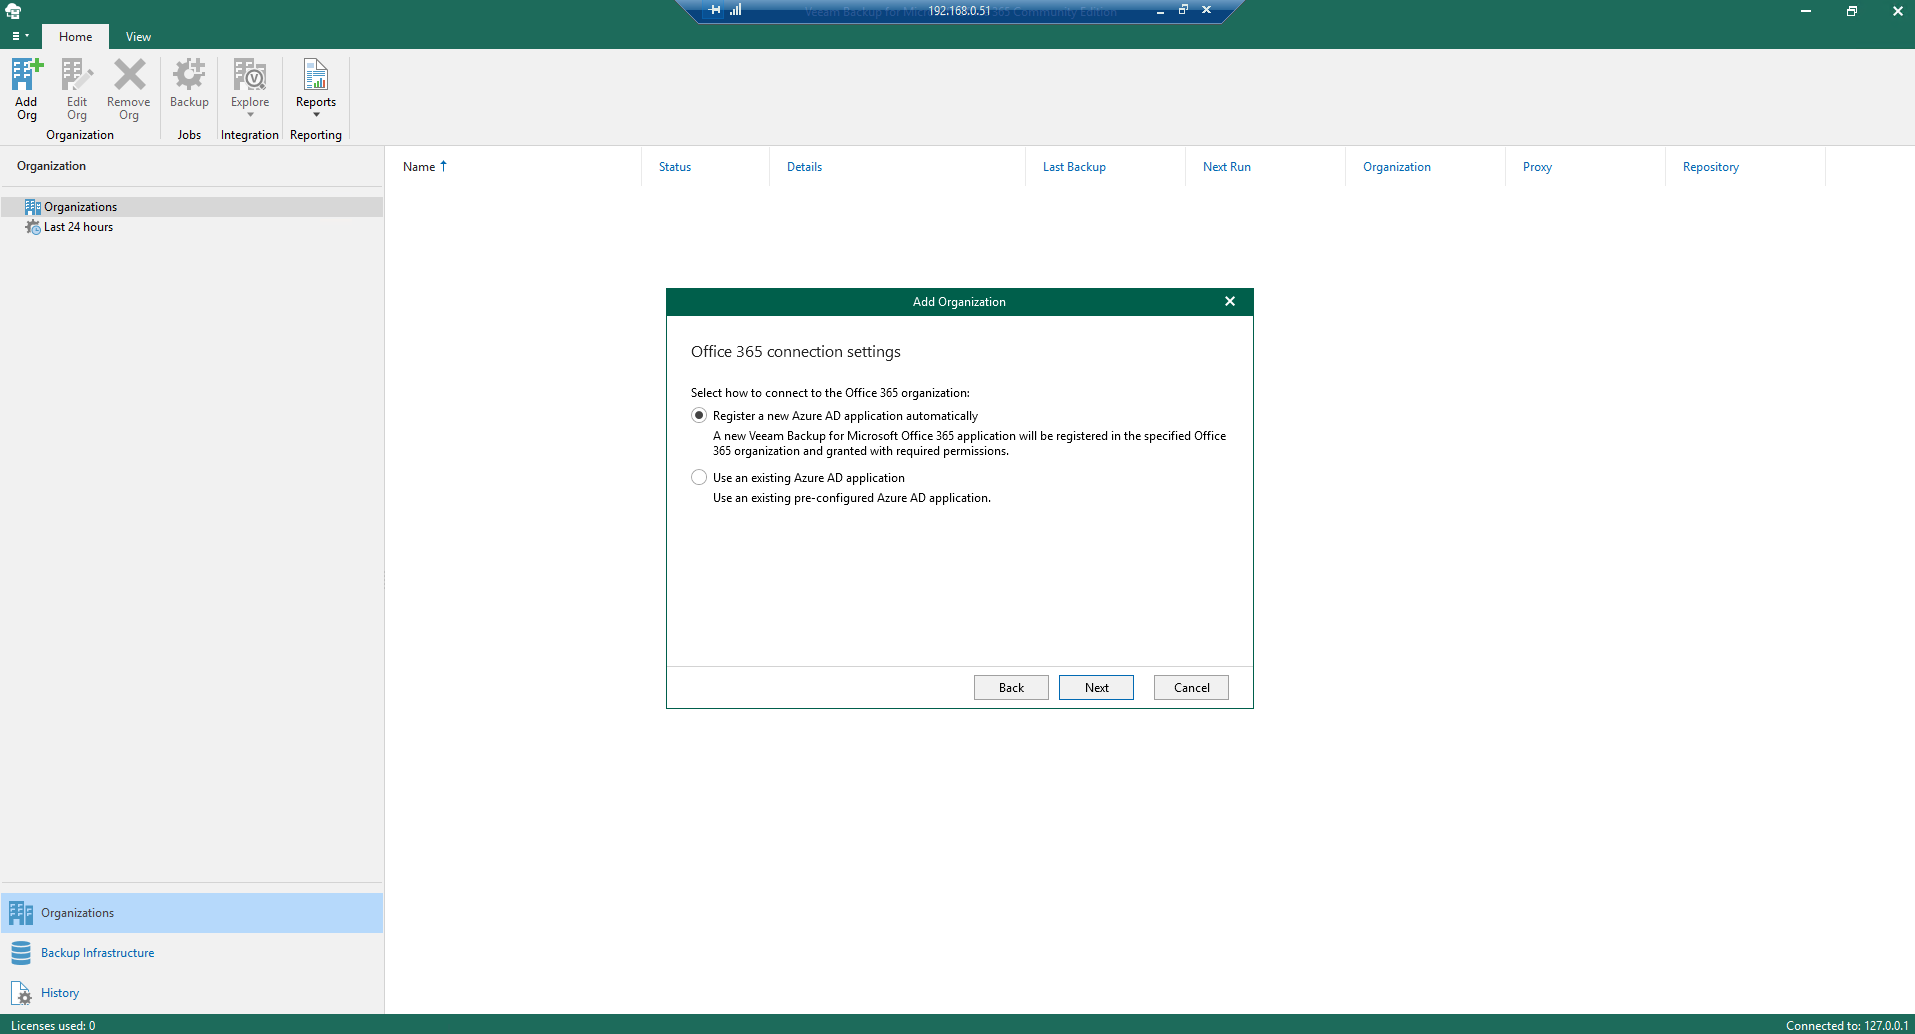 Veeam Backup for Microsoft 365 Community Edition
192.168.0.51
Home
View
Add Org
Edit Org
Remove Org
Backup
Explore
Reports
Organization
Jobs
Integration
Reporting
Organization
Name
Status
Details
Last Backup
Next Run
Organization
Proxy
Repository
Organizations
Last 24 hours
Add Organization
Office 365 connection settings
Select how to connect to the Office 365 organization:
Register a new Azure AD application automatically
A new Veeam Backup for Microsoft Office 365 application will be registered in the specified Office
365 organization and granted with required permissions.
Use an existing Azure AD application
Use an existing pre-configured Azure AD application.
Back
Next
Cancel
Organizations
Backup Infrastructure
History
Licenses used: 0
Connected to: 127.0.0.1